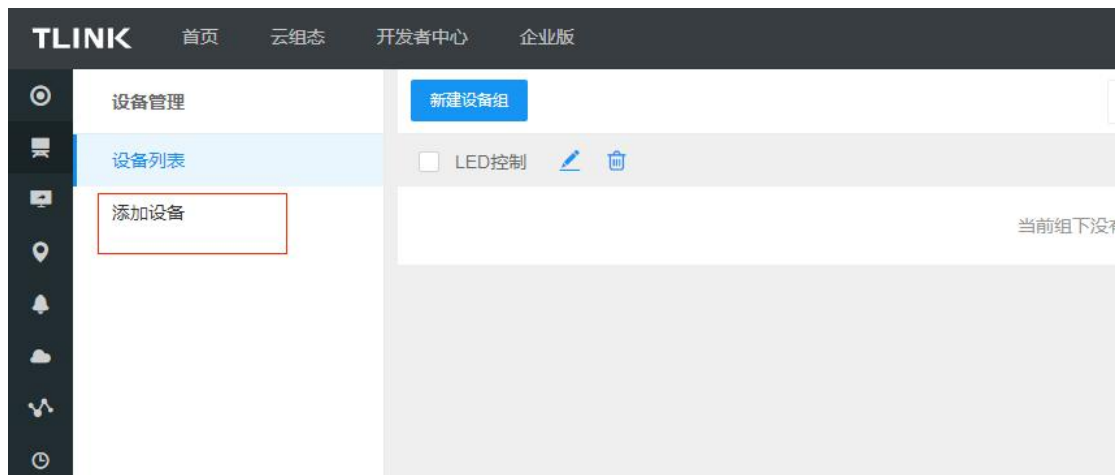 TLINK 首页 云组态 开发者中心 企业版
设备管理
新建设备组
设备列表
LED控制
添加设备
当前组下没